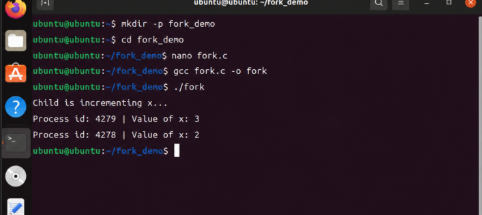 ubuntu@ubuntu: ~/fork_demo
ubuntu@ubuntu:~$ mkdir -p fork_demo
ubuntu@ubuntu:~$ cd fork_demo
ubuntu@ubuntu:~/fork_demo$ nano fork.c
ubuntu@ubuntu:~/fork_demo$ gcc fork.c -o fork
ubuntu@ubuntu:~/fork_demo$ ./fork
Child is incrementing x...
Process id: 4279 | Value of x: 3
Process id: 4278 | Value of x: 2
ubuntu@ubuntu:~/fork_demo$